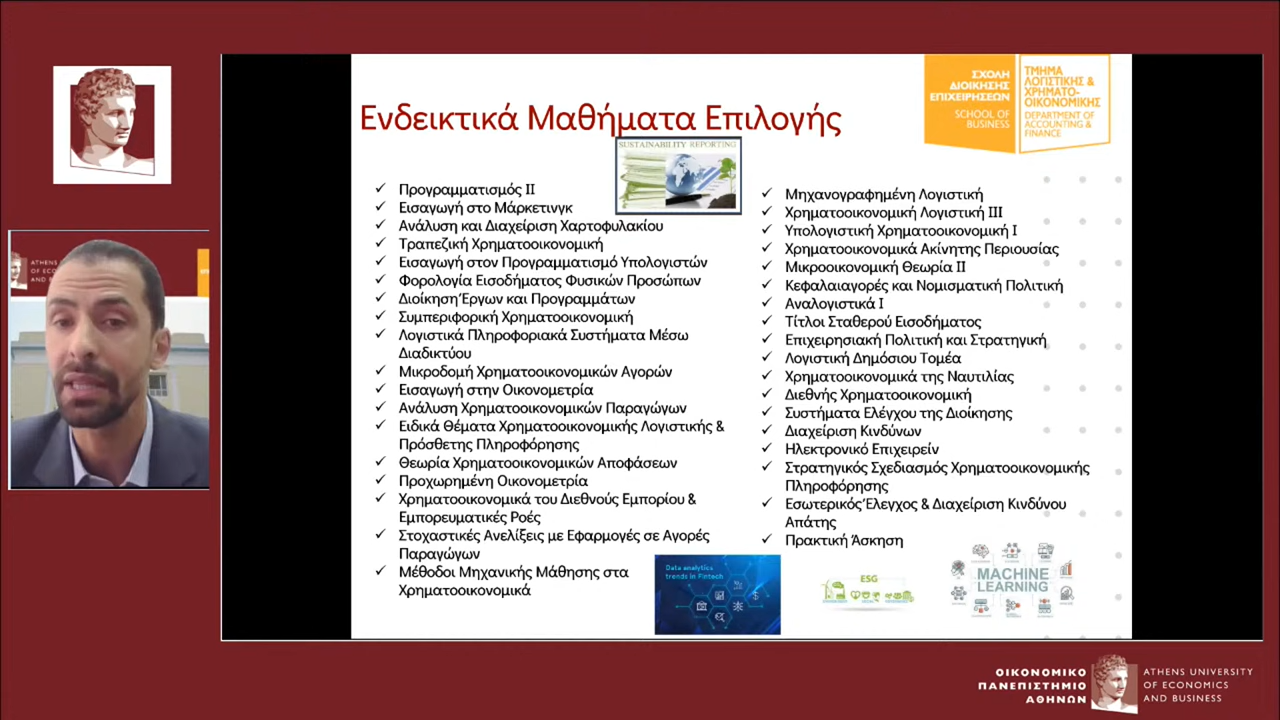 Ενδεικτικά Μαθήματα Επιλογής
ΣΧΟΛΗ
ΔΙΟΙΚΗΣΗΣ
ΕΠΙΧΕΙΡΗΣΕΩΝ
SCHOOL OF
BUSINESS
ΤΜΗΜΑ
ΛΟΓΙΣΤΙΚΗΣ &
ΧΡΗΜΑΤΟ-
ΟΙΚΟΝΟΜΙΚΗΣ
DEPARTMENT OF
ACCOUNTING &
FINANCE
SUSTAINABILITY REPORTING
✓ Προγραμματισμός ΙΙ
✓ Εισαγωγή στο Μάρκετινγκ
✓ Ανάλυση και Διαχείριση Χαρτοφυλακίου
✓ Τραπεζική Χρηματοοικονομική
✓ Εισαγωγή στον Προγραμματισμό Υπολογιστών
✓ Φορολογία Εισοδήματος Φυσικών Προσώπων
✓ Διοίκηση Έργων και Προγραμμάτων
✓ Συμπεριφορική Χρηματοοικονομική
✓ Λογιστικά Πληροφοριακά Συστήματα Μέσω
Διαδικτύου
✓ Μικροδομή Χρηματοοικονομικών Αγορών
✓ Εισαγωγή στην Οικονομετρία
✓ Ανάλυση Χρηματοοικονομικών Παραγώγων
✓ Ειδικά Θέματα Χρηματοοικονομικής Λογιστικής &
Πρόσθετης Πληροφόρησης
✓ Θεωρία Χρηματοοικονομικών Αποφάσεων
✓ Προχωρημένη Οικονομετρία
✓ Χρηματοοικονομικά του Διεθνούς Εμπορίου &
Εμπορευματικές Ροές
✓ Στοχαστικές Ανελίξεις με Εφαρμογές σε Αγορές
Παραγώγων
✓ Μέθοδοι Μηχανικής Μάθησης στα
Χρηματοοικονομικά
✓ Μηχανογραφημένη Λογιστική
✓ Χρηματοοικονομική Λογιστική ΙΙΙ
✓ Υπολογιστική Χρηματοοικονομική Ι
✓ Χρηματοοικονομικά Ακίνητης Περιουσίας
✓ Μικροοικονομική Θεωρία ΙΙ
✓ Κεφαλαιαγορές και Νομισματική Πολιτική
✓ Αναλογιστικά Ι
✓ Τίτλοι Σταθερού Εισοδήματος
✓ Επιχειρησιακή Πολιτική και Στρατηγική
✓ Λογιστική Δημόσιου Τομέα
✓ Χρηματοοικονομικά της Ναυτιλίας
✓ Διεθνής Χρηματοοικονομική
✓ Συστήματα Ελέγχου της Διοίκησης
✓ Διαχείριση Κινδύνων
✓ Ηλεκτρονικό Επιχειρείν
✓ Στρατηγικός Σχεδιασμός Χρηματοοικονομικής
Πληροφόρησης
✓ Εσωτερικός Έλεγχος & Διαχείριση Κινδύνου
Απάτης
✓ Πρακτική Άσκηση
Data analytics
trends in Fintech
ESG
MACHINE
LEARNING
ATHENS
OF ECONO
AND BUS
ΟΙΚΟΝΟΜΙΚΟ
ΠΑΝΕΠΙΣΤΗΜΙΟ
ΑΘΗΝΩΝ
ATHENS UNIVERSITY
OF ECONOMICS
AND BUSINESS